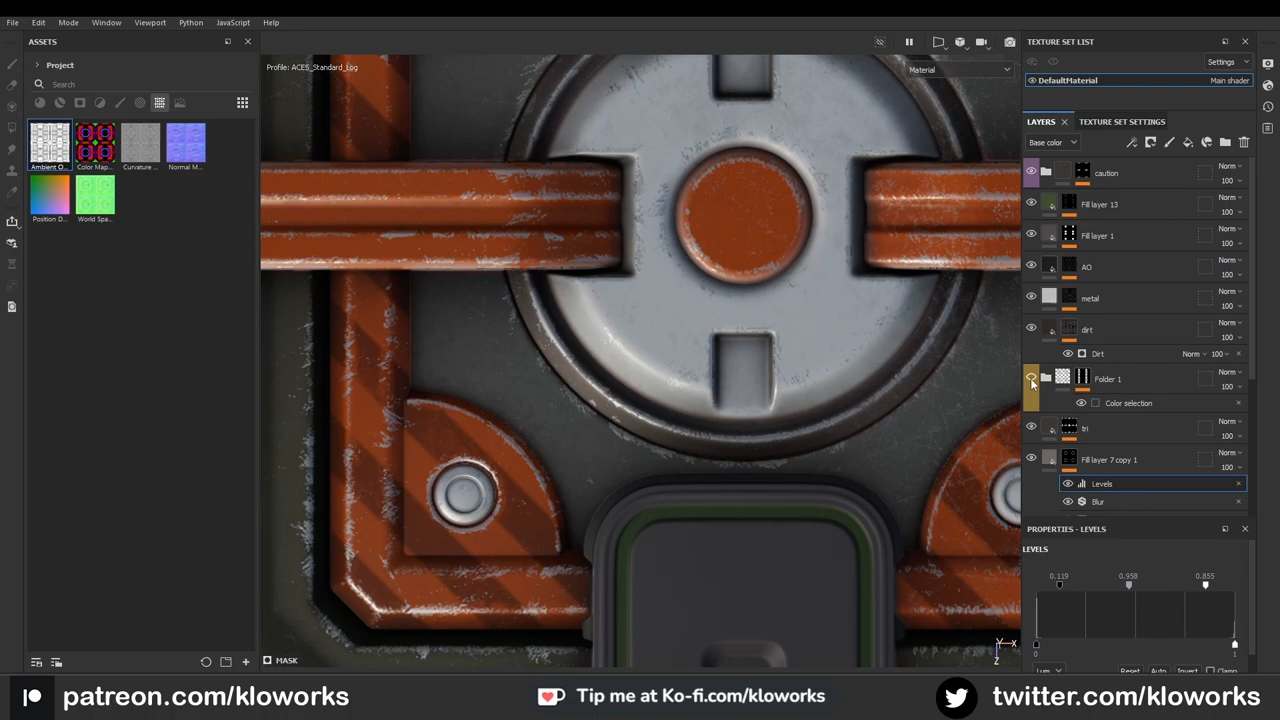 File Edit Mode Window Viewport Python JavaScript Help
ASSETS
Project
Search
Ambient O...
Color Map...
Curvature ...
Normal M...
Position D...
World Spa...
Profile: ACES_Standard_Log
Material
MASK
Y X
Z
TEXTURE SET LIST
Settings
DefaultMaterial Main shader
LAYERS TEXTURE SET SETTINGS
Base color
caution Norm
100
Fill layer 13 Norm
100
Fill layer 1 Norm
100
AO Norm
100
metal Norm
100
dirt Norm
100
Dirt Norm 100
Folder 1 Norm
100
Color selection
tri Norm
100
Fill layer 7 copy 1 Norm
100
Levels
Blur
PROPERTIES - LEVELS
LEVELS
0.119 0.958 0.855
0 1
Lum Reset Auto Invert Clamp
patreon.com/kloworks
Tip me at Ko-fi.com/kloworks
twitter.com/kloworks